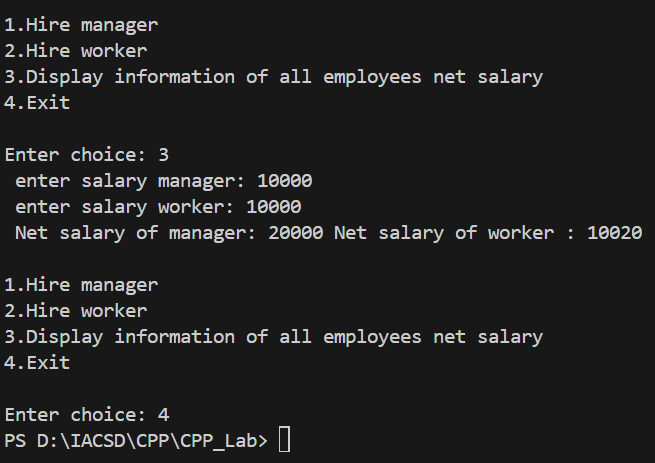 1.Hire manager
2.Hire worker
3.Display information of all employees net salary
4.Exit
Enter choice: 3
enter salary manager: 10000
enter salary worker: 10000
Net salary of manager: 20000 Net salary of worker : 10020
1.Hire manager
2.Hire worker
3.Display information of all employees net salary
4.Exit
Enter choice: 4
PS D:\IACSD\CPP\CPP_Lab>